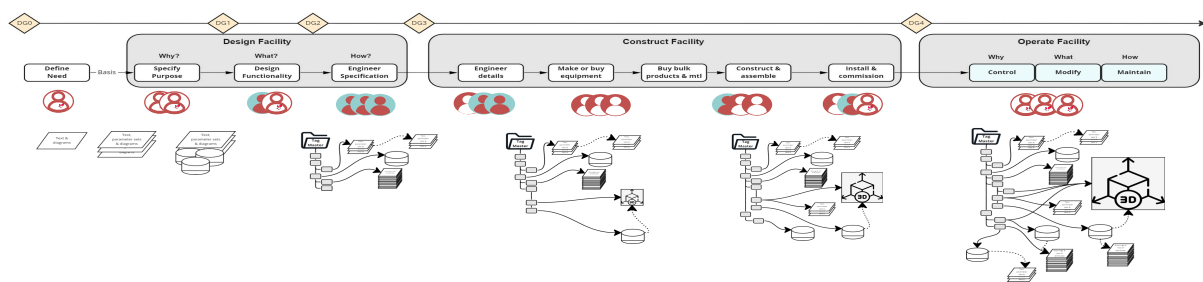 DG0
DG1
DG2
DG3
DG4
Design Facility
Construct Facility
Operate Facility
Why?
What?
How?
Why
What
How
Define
Need
Basis
Specify
Purpose
Design
Functionality
Engineer
Specification
Engineer
details
Make or buy
equipment
Buy bulk
products & mtl
Construct &
assemble
Install &
commission
Control
Modify
Maintain
Text &
diagrams
Text,
parameter sets
& diagrams
Text,
parameter sets
& diagrams
Tag
Master
Tag
Master
Tag
Master
Tag
Master
3D
3D